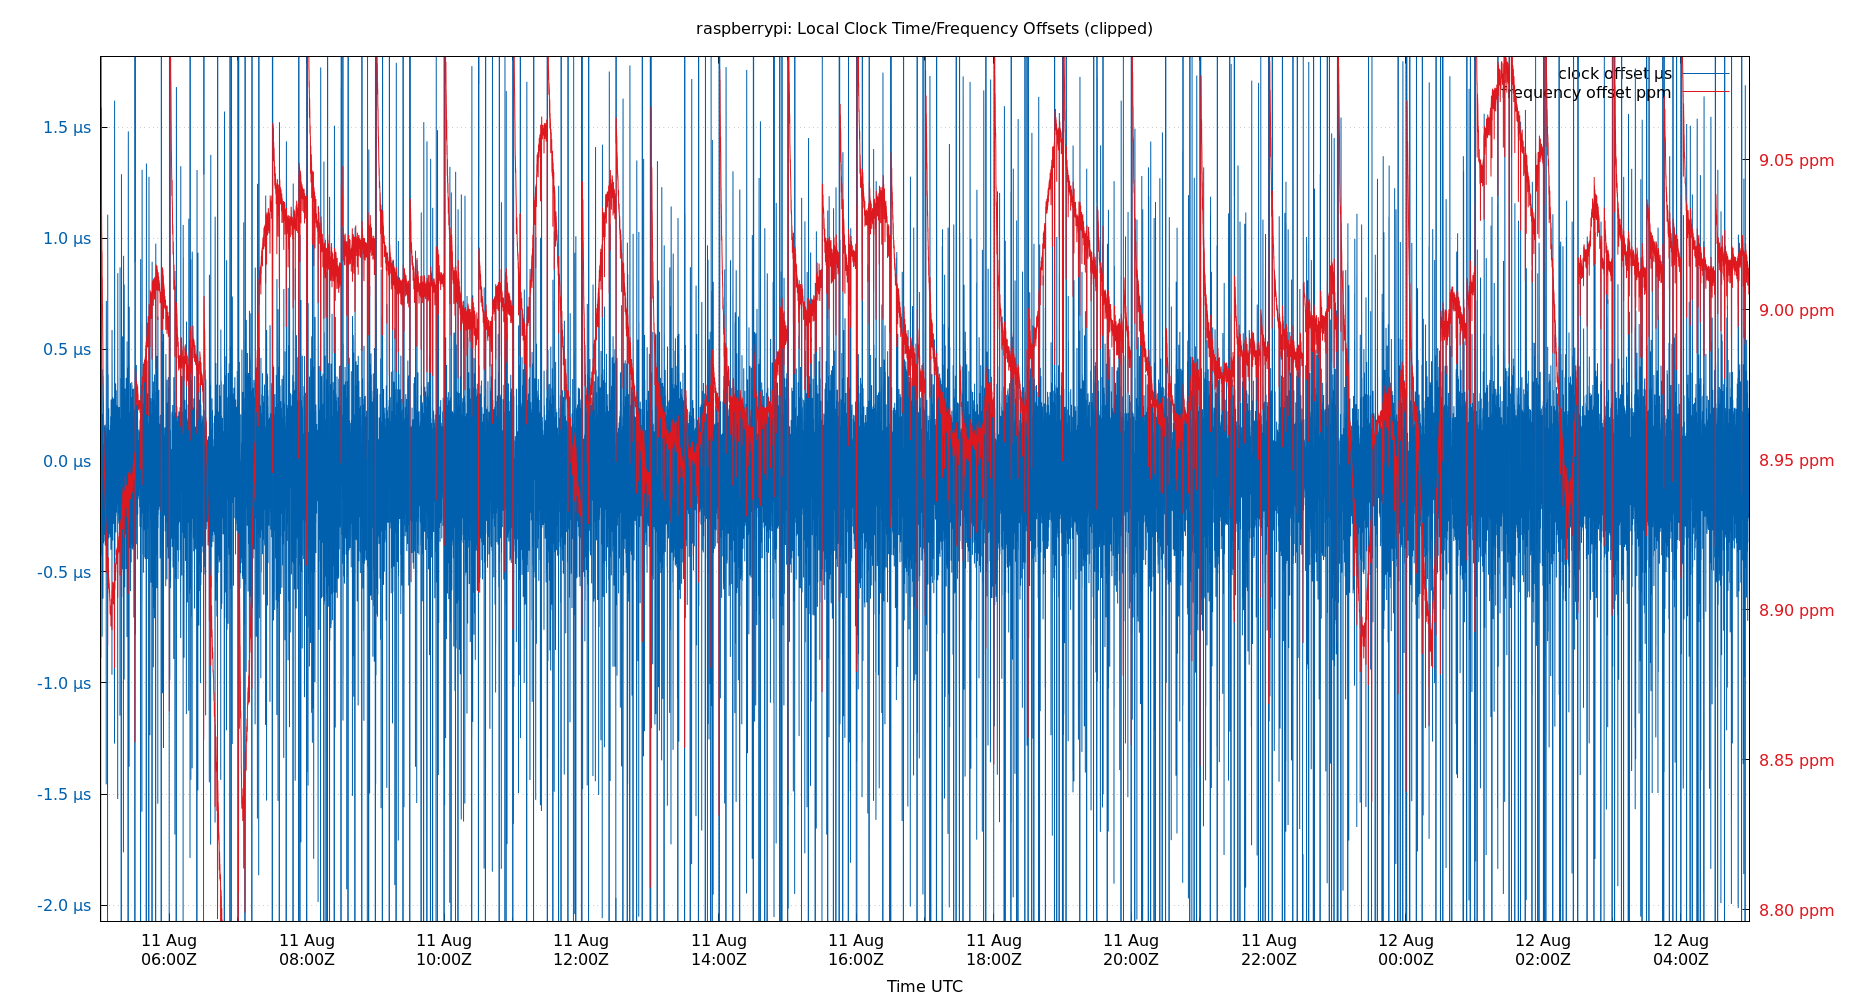 raspberrypi: Local Clock Time/Frequency Offsets (clipped)
clock offset µs
frequency offset ppm
1.5 µs
1.0 µs
0.5 µs
0.0 µs
-0.5 µs
-1.0 µs
-1.5 µs
-2.0 µs
9.05 ppm
9.00 ppm
8.95 ppm
8.90 ppm
8.85 ppm
8.80 ppm
11 Aug 11 Aug 11 Aug 11 Aug 11 Aug 11 Aug 11 Aug 11 Aug 11 Aug 12 Aug 12 Aug 12 Aug
06:00Z 08:00Z 10:00Z 12:00Z 14:00Z 16:00Z 18:00Z 20:00Z 22:00Z 00:00Z 02:00Z 04:00Z
Time UTC